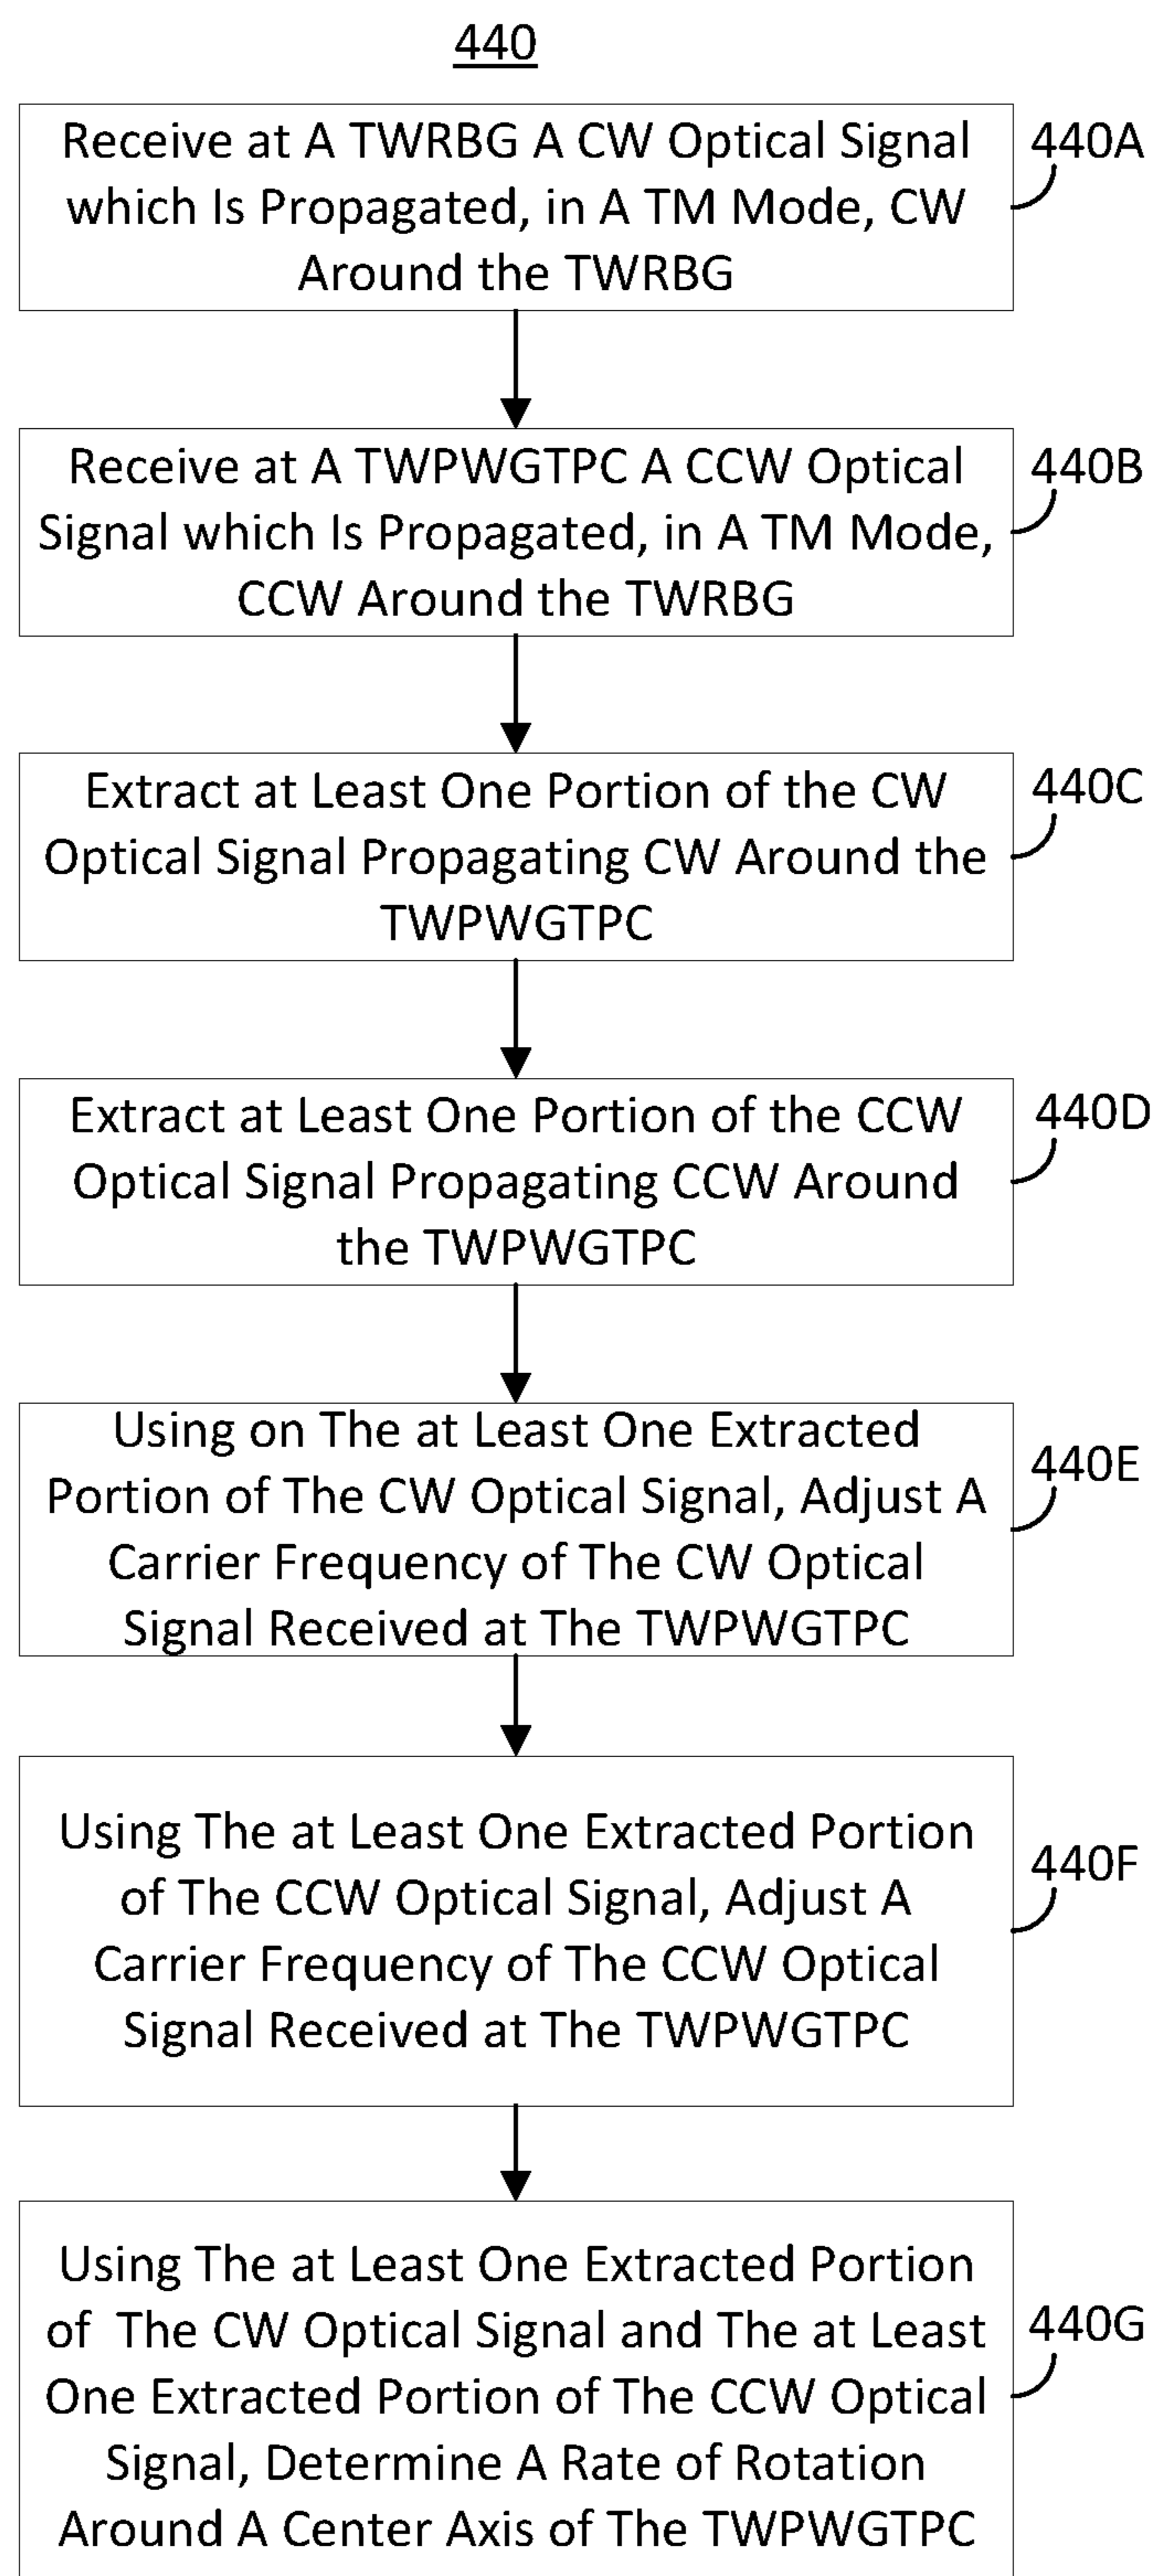 440
Receive at A TWRBG A CW Optical Signal
which Is Propagated, in A TM Mode, CW
Around the TWRBG
440A
Receive at A TWPWGTPC A CCW Optical
Signal which Is Propagated, in A TM Mode,
CCW Around the TWRBG
440B
Extract at Least One Portion of the CW
Optical Signal Propagating CW Around the
TWPWGTPC
440C
Extract at Least One Portion of the CCW
Optical Signal Propagating CCW Around
the TWPWGTPC
440D
Using on The at Least One Extracted
Portion of The CW Optical Signal, Adjust A
Carrier Frequency of The CW Optical
Signal Received at The TWPWGTPC
440E
Using The at Least One Extracted Portion
of The CCW Optical Signal, Adjust A
Carrier Frequency of The CCW Optical
Signal Received at The TWPWGTPC
440F
Using The at Least One Extracted Portion
of The CW Optical Signal and The at Least
One Extracted Portion of The CCW Optical
Signal, Determine A Rate of Rotation
Around A Center Axis of The TWPWGTPC
440G